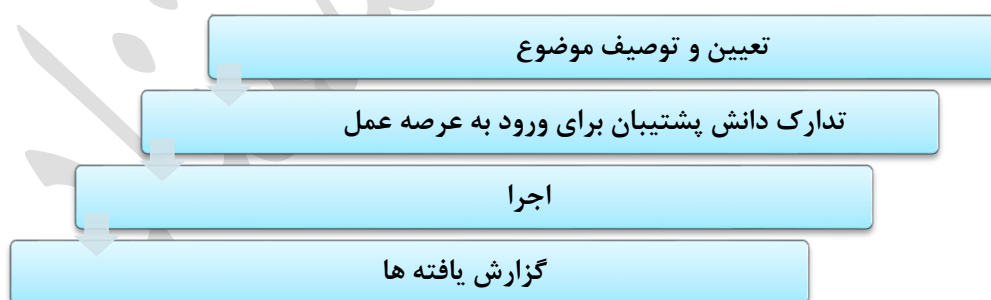 تعیین و توصیف موضوع
تدارک دانش پشتیبان برای ورود به عرصه عمل
اجرا
گزارش یافته ها